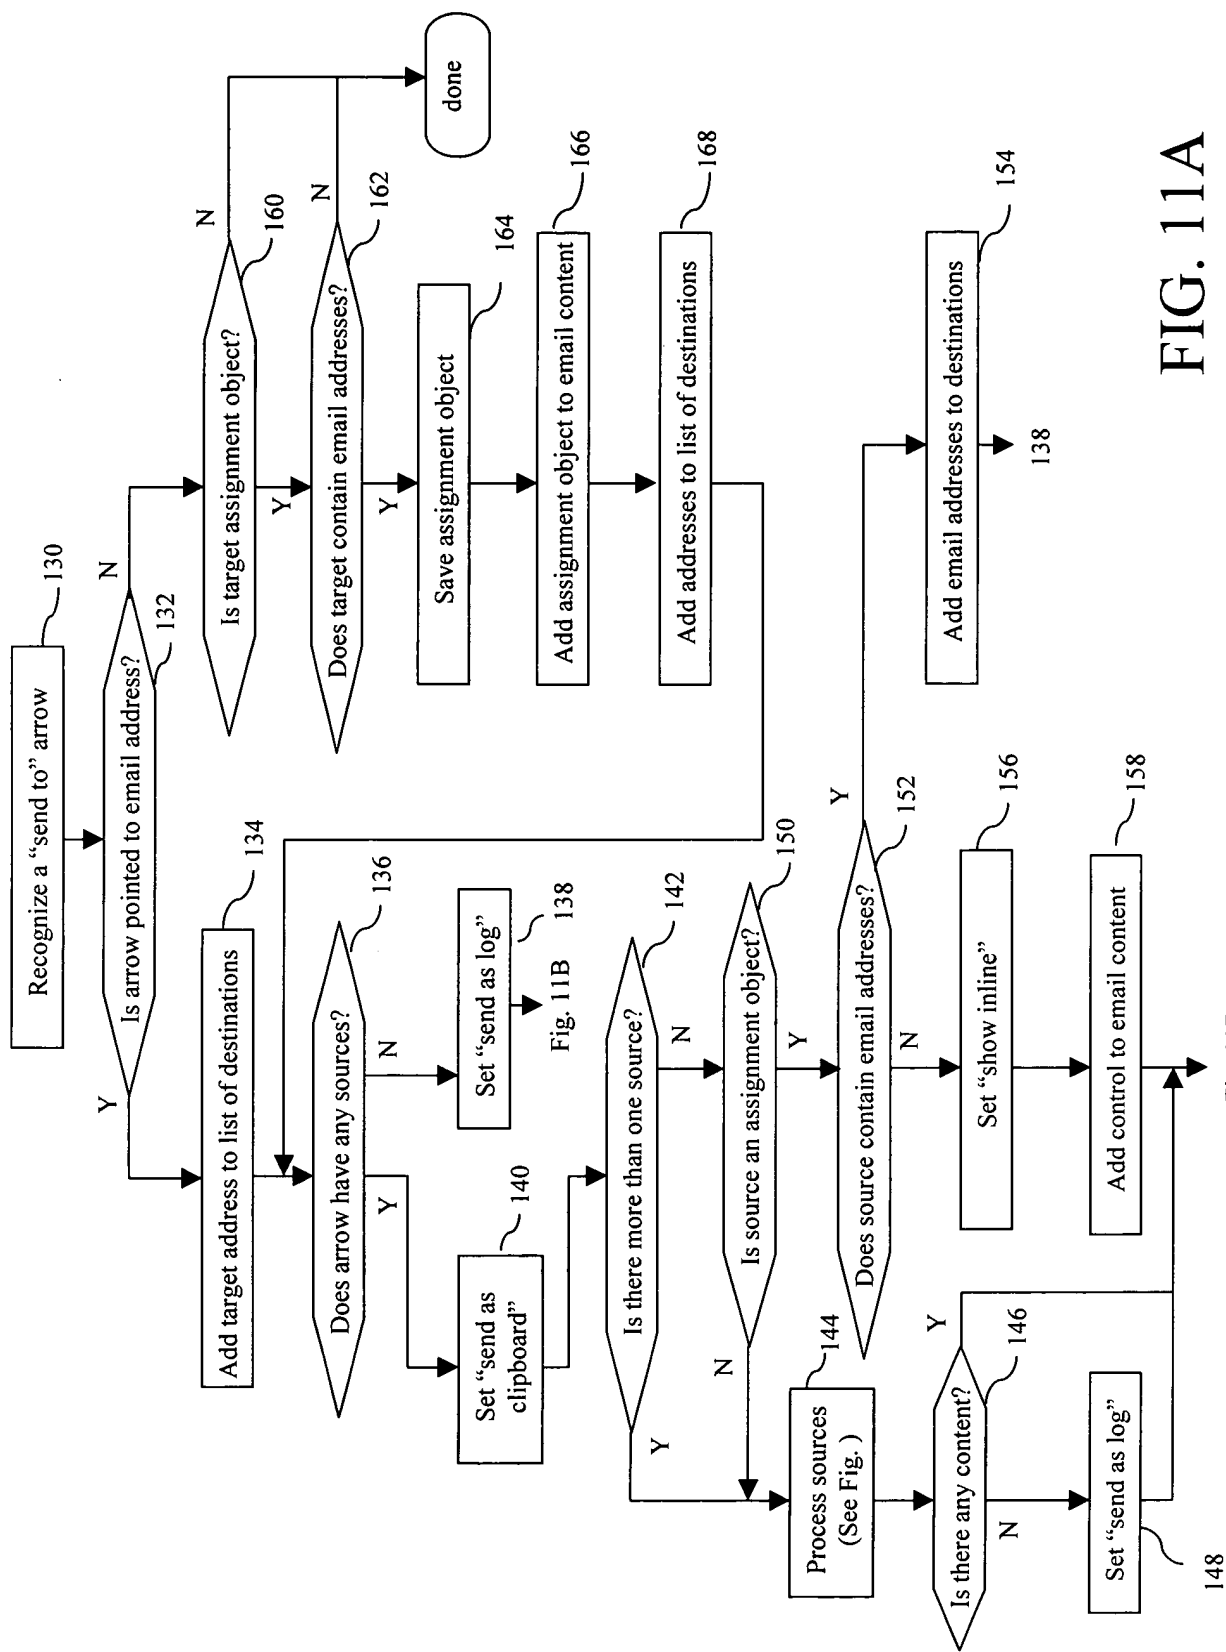 Recognize a “send to” arrow
130
Is arrow pointed to email address?
132
Y
N
Add target address to list of destinations
134
Does arrow have any sources?
136
Y
N
Set “send as log”
138
Fig. 11B
Set “send as
clipboard”
140
Is there more than one source?
142
Y
N
Is source an assignment object?
150
N
Y
Process sources
(See Fig. )
144
Does source contain email addresses?
152
Y
N
Is there any content?
146
Y
N
Set “send as log”
148
Set “show inline”
156
Add control to email content
158
Add email addresses to destinations
154
138
Is target assignment object?
160
N
Y
Does target contain email addresses?
162
N
Y
done
Save assignment object
164
Add assignment object to email content
166
Add addresses to list of destinations
168
FIG. 11A